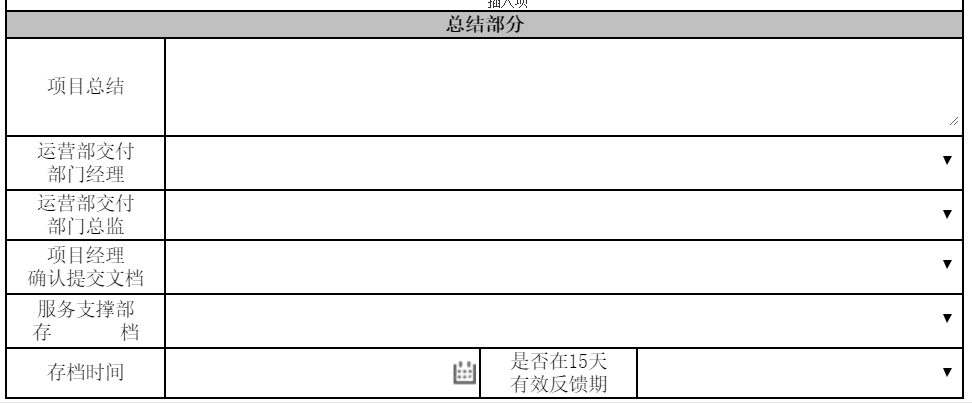 总结部分
项目总结
运营部交付
部门经理
运营部交付
部门总监
项目经理
确认提交文档
服务支撑部
存 档
存档时间
是否在15天
有效反馈期